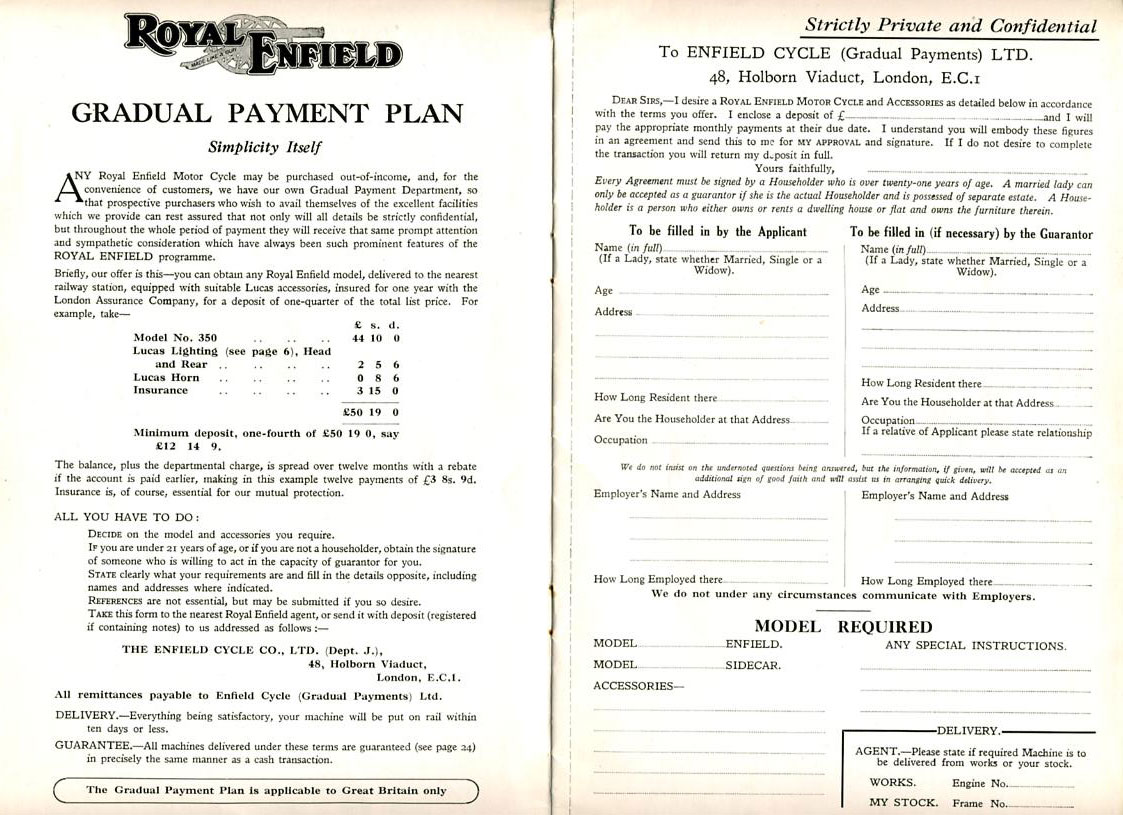 ROYAL ENFIELD
MADE LIKE A GUN
GRADUAL PAYMENT PLAN
Simplicity Itself
ANY Royal Enfield Motor Cycle may be purchased out-of-income, and, for the
convenience of customers, we have our own Gradual Payment Department, so
that prospective purchasers who wish to avail themselves of the excellent facilities
which we provide can rest assured that not only will all details be strictly confidential,
but throughout the whole period of payment they will receive that same prompt attention
and sympathetic consideration which have always been such prominent features of the
ROYAL ENFIELD programme.
Briefly, our offer is this—you can obtain any Royal Enfield model, delivered to the nearest
railway station, equipped with suitable Lucas accessories, insured for one year with the
London Assurance Company, for a deposit of one-quarter of the total list price. For
example, take—
£ s. d.
Model No. 350 .. .. .. 44 10 0
Lucas Lighting (see page 6), Head
and Rear .. .. .. .. 2 5 6
Lucas Horn .. .. .. .. 0 8 6
Insurance .. .. .. .. 3 15 0
£50 19 0
Minimum deposit, one-fourth of £50 19 0, say
£12 14 9.
The balance, plus the departmental charge, is spread over twelve months with a rebate
if the account is paid earlier, making in this example twelve payments of £3 8s. 9d.
Insurance is, of course, essential for our mutual protection.
ALL YOU HAVE TO DO:
DECIDE on the model and accessories you require.
IF you are under 21 years of age, or if you are not a householder, obtain the signature
of someone who is willing to act in the capacity of guarantor for you.
STATE clearly what your requirements are and fill in the details opposite, including
names and addresses where indicated.
REFERENCES are not essential, but may be submitted if you so desire.
TAKE this form to the nearest Royal Enfield agent, or send it with deposit (registered
if containing notes) to us addressed as follows :—
THE ENFIELD CYCLE CO., LTD. (Dept. J.),
48, Holborn Viaduct,
London, E.C.1.
All remittances payable to Enfield Cycle (Gradual Payments) Ltd.
DELIVERY.—Everything being satisfactory, your machine will be put on rail within
ten days or less.
GUARANTEE.—All machines delivered under these terms are guaranteed (see page 24)
in precisely the same manner as a cash transaction.
The Gradual Payment Plan is applicable to Great Britain only
Strictly Private and Confidential
To ENFIELD CYCLE (Gradual Payments) LTD.
48, Holborn Viaduct, London, E.C.1
DEAR SIRS,—I desire a ROYAL ENFIELD MOTOR CYCLE and ACCESSORIES as detailed below in accordance
with the terms you offer. I enclose a deposit of £ and I will
pay the appropriate monthly payments at their due date. I understand you will embody these figures
in an agreement and send this to me for MY APPROVAL and signature. If I do not desire to complete
the transaction you will return my deposit in full.
Yours faithfully,
Every Agreement must be signed by a Householder who is over twenty-one years of age. A married lady can
only be accepted as a guarantor if she is the actual Householder and is possessed of separate estate. A House-
holder is a person who either owns or rents a dwelling house or flat and owns the furniture therein.
To be filled in by the Applicant
Name (in full)
(If a Lady, state whether Married, Single or a
Widow).
Age
Address
How Long Resident there
Are You the Householder at that Address
Occupation
To be filled in (if necessary) by the Guarantor
Name (in full)
(If a Lady, state whether Married, Single or a
Widow).
Age
Address
How Long Resident there
Are You the Householder at that Address
Occupation
If a relative of Applicant please state relationship
We do not insist on the undernoted questions being answered, but the information, if given, will be accepted as an
additional sign of good faith and will assist us in arranging quick delivery.
Employer's Name and Address
How Long Employed there
Employer's Name and Address
How Long Employed there
We do not under any circumstances communicate with Employers.
MODEL REQUIRED
MODEL ENFIELD.
MODEL SIDECAR.
ACCESSORIES—
ANY SPECIAL INSTRUCTIONS.
DELIVERY.
AGENT.—Please state if required Machine is to
be delivered from works or your stock.
WORKS. Engine No.
MY STOCK. Frame No.